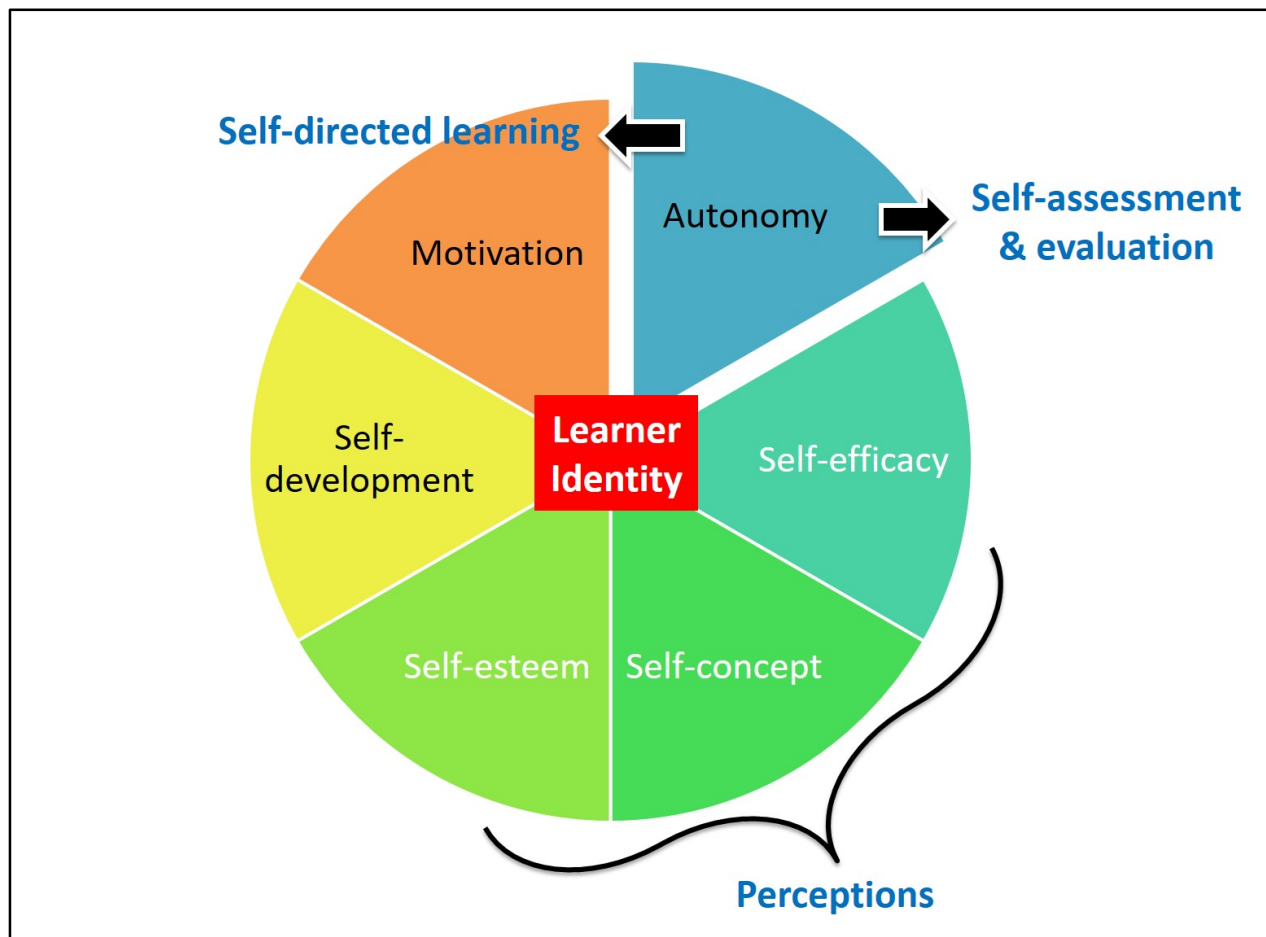 Self-directed learning
Autonomy
Self-assessment
& evaluation
Motivation
Learner
Identity
Self-
development
Self-efficacy
Self-esteem
Self-concept
Perceptions